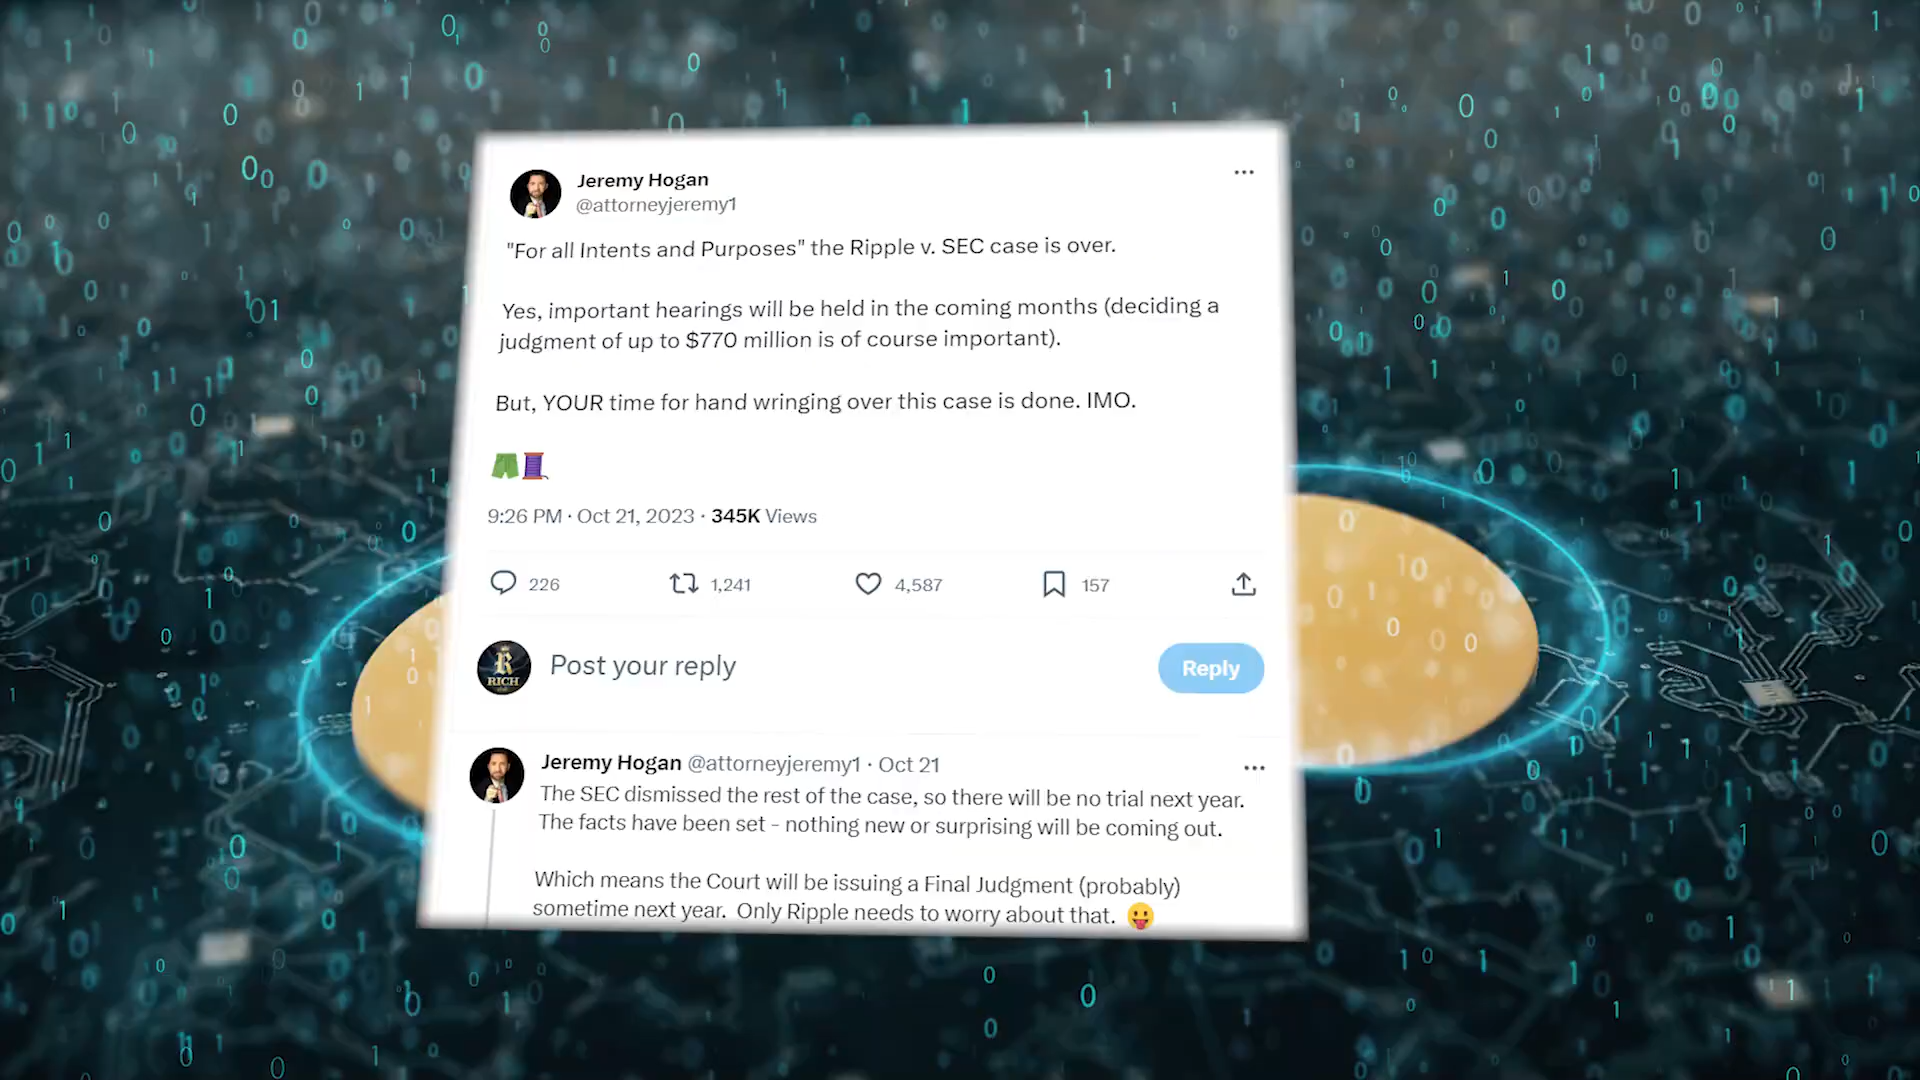 Jeremy Hogan
@attorneyjeremy1
"For all Intents and Purposes" the Ripple v. SEC case is over.
Yes, important hearings will be held in the coming months (deciding a
judgment of up to $770 million is of course important).
But, YOUR time for hand wringing over this case is done. IMO.
9:26 PM · Oct 21, 2023 · 345K Views
226 1,241 4,587 157
R RICH
Post your reply
Reply
Jeremy Hogan @attorneyjeremy1 · Oct 21
The SEC dismissed the rest of the case, so there will be no trial next year.
The facts have been set - nothing new or surprising will be coming out.
Which means the Court will be issuing a Final Judgment (probably)
sometime next year. Only Ripple needs to worry about that. 😛